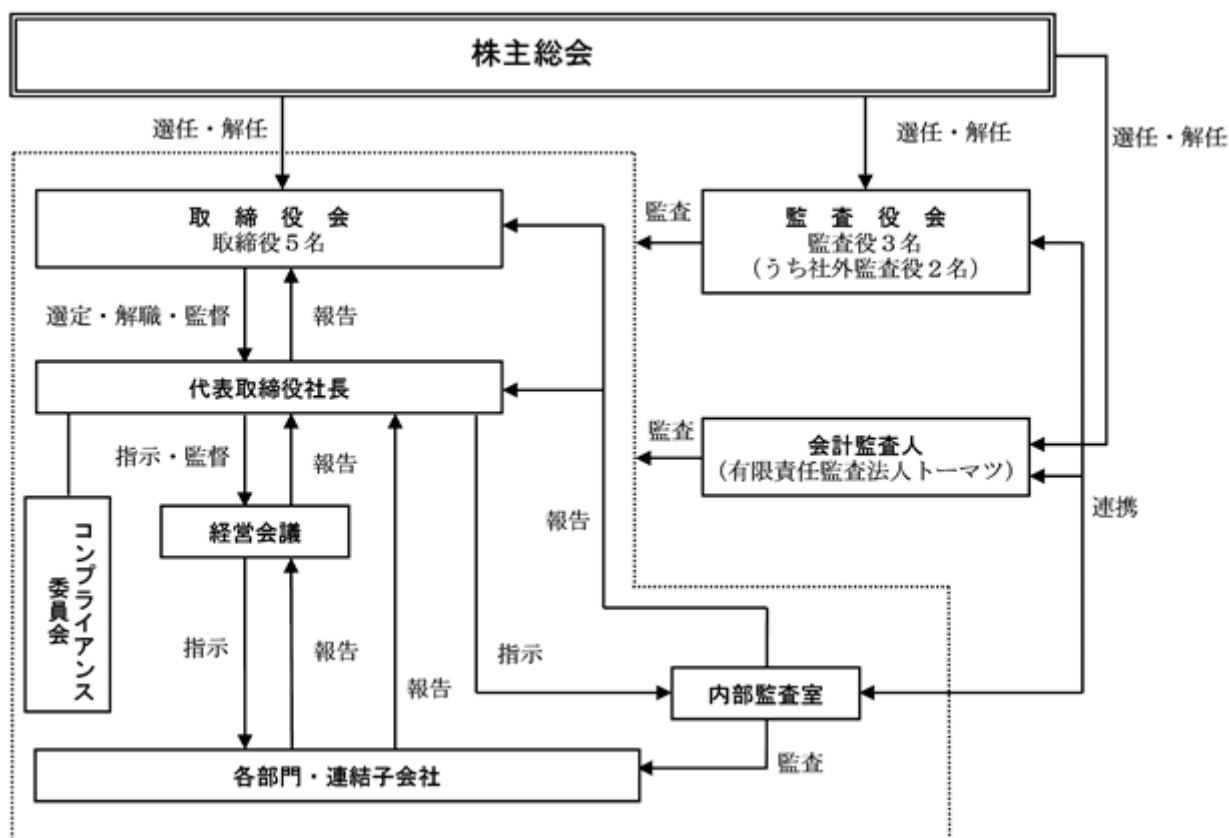 株主総会
選任・解任
選任・解任
選任・解任
取締役会
取締役5名
監査
監査役会
監査役3名
(うち社外監査役2名)
選定・解職・監督
報告
代表取締役社長
指示・監督
報告
監査
会計監査人
(有限責任監査法人トーマツ)
連携
経営会議
報告
コンプライアンス
委員会
指示
報告
報告
指示
内部監査室
各部門・連結子会社
監査